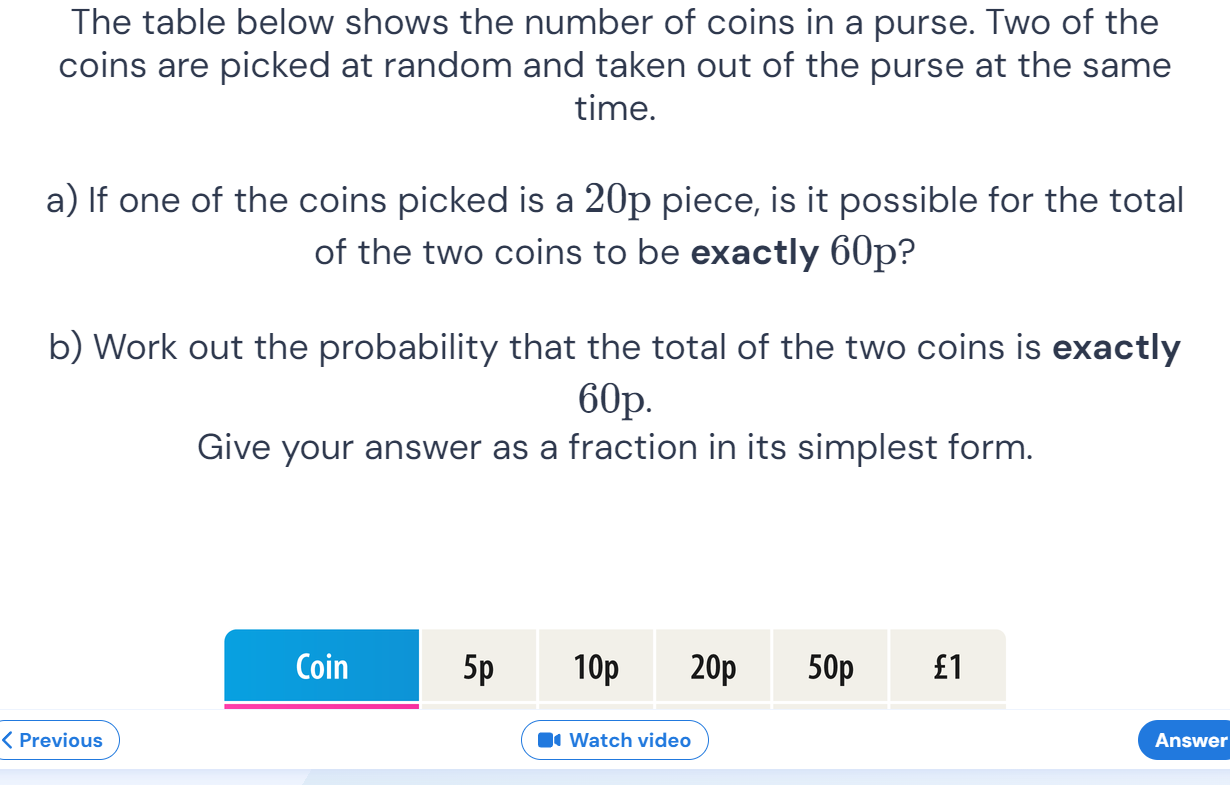 The table below shows the number of coins in a purse. Two of the
coins are picked at random and taken out of the purse at the same
time.
a) If one of the coins picked is a 20p piece, is it possible for the total
of the two coins to be exactly 60p?
b) Work out the probability that the total of the two coins is exactly
60p.
Give your answer as a fraction in its simplest form.
Coin 5p 10p 20p 50p £1
Previous Watch video Answer